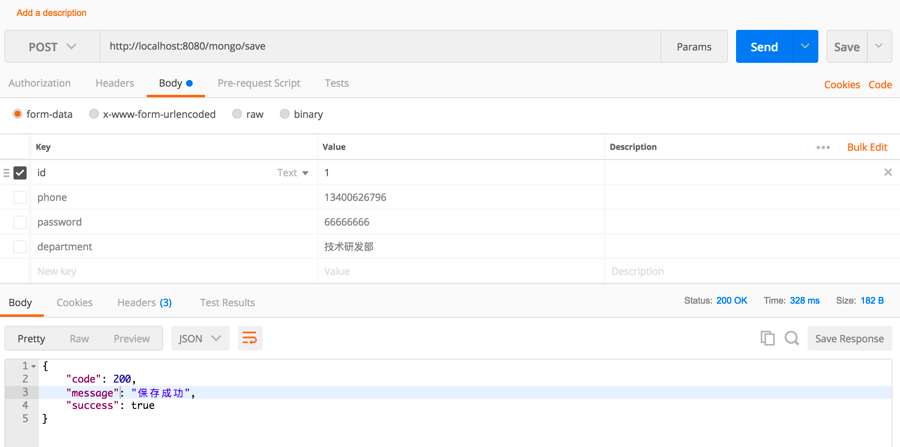 Add a description
POST http://localhost:8080/mongo/save Params Send Save
Authorization Headers Body Pre-request Script Tests Cookies Code
form-data x-www-form-urlencoded raw binary
Key Value Description ••• Bulk Edit
id Text 1
phone 13400626796
password 66666666
department 技术研发部
New key Value Description
Body Cookies Headers (3) Test Results Status: 200 OK Time: 328 ms Size: 182 B
Pretty Raw Preview JSON Save Response
1 {
2 "code": 200,
3 "message": "保存成功",
4 "success": true
5 }